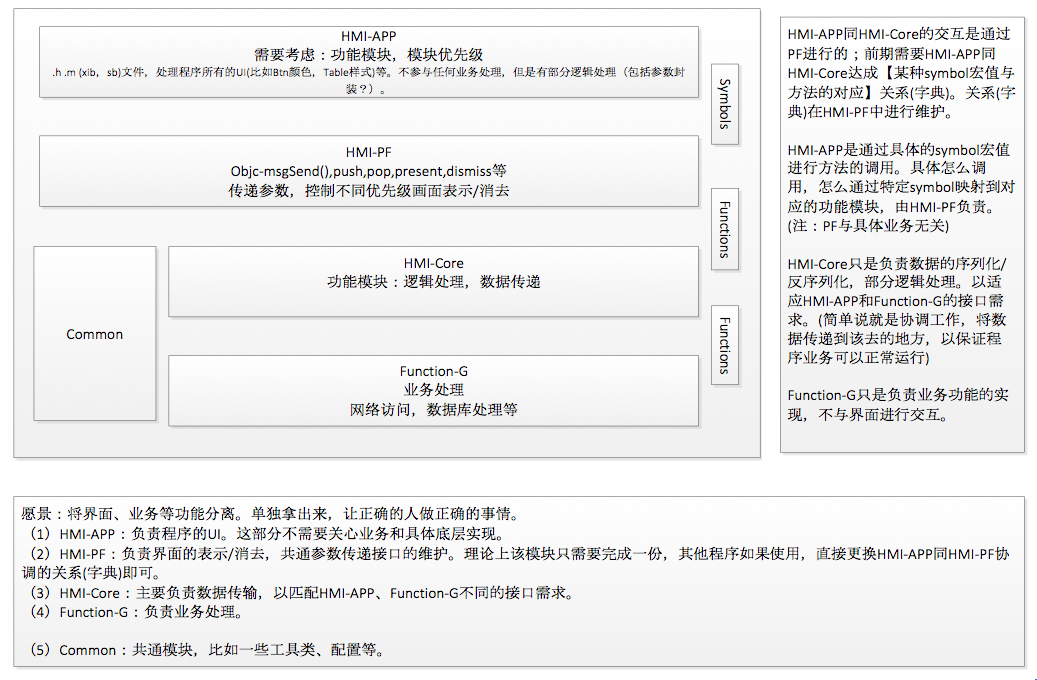 HMI-APP
需要考虑：功能模块，模块优先级
.h .m (xib，sb)文件，处理程序所有的UI(比如Btn颜色，Table样式)等。不参与任何业务处理，但是有部分逻辑处理（包括参数封
装？）。
Symbols
HMI-PF
Objc-msgSend(),push,pop,present,dismiss等
传递参数，控制不同优先级画面表示/消去
Functions
HMI-Core
功能模块：逻辑处理，数据传递
Common
Functions
Function-G
业务处理
网络访问，数据库处理等
HMI-APP同HMI-Core的交互是通过
PF进行的；前期需要HMI-APP同
HMI-Core达成【某种symbol宏值与
方法的对应】关系(字典)。关系(字
典)在HMI-PF中进行维护。
HMI-APP是通过具体的symbol宏值
进行方法的调用。具体怎么调
用，怎么通过特定symbol映射到对
应的功能模块，由HMI-PF负责。
(注：PF与具体业务无关)
HMI-Core只是负责数据的序列化/
反序列化，部分逻辑处理。以适
应HMI-APP和Function-G的接口需
求。(简单说就是协调工作，将数
据传递到该去的地方，以保证程
序业务可以正常运行)
Function-G只是负责业务功能的实
现，不与界面进行交互。
愿景：将界面、业务等功能分离。单独拿出来，让正确的人做正确的事情。
（1）HMI-APP：负责程序的UI。这部分不需要关心业务和具体底层实现。
（2）HMI-PF：负责界面的表示/消去，共通参数传递接口的维护。理论上该模块只需要完成一份，其他程序如果使用，直接更换HMI-APP同HMI-PF协
调的关系(字典)即可。
（3）HMI-Core：主要负责数据传输，以匹配HMI-APP、Function-G不同的接口需求。
（4）Function-G：负责业务处理。
（5）Common：共通模块，比如一些工具类、配置等。